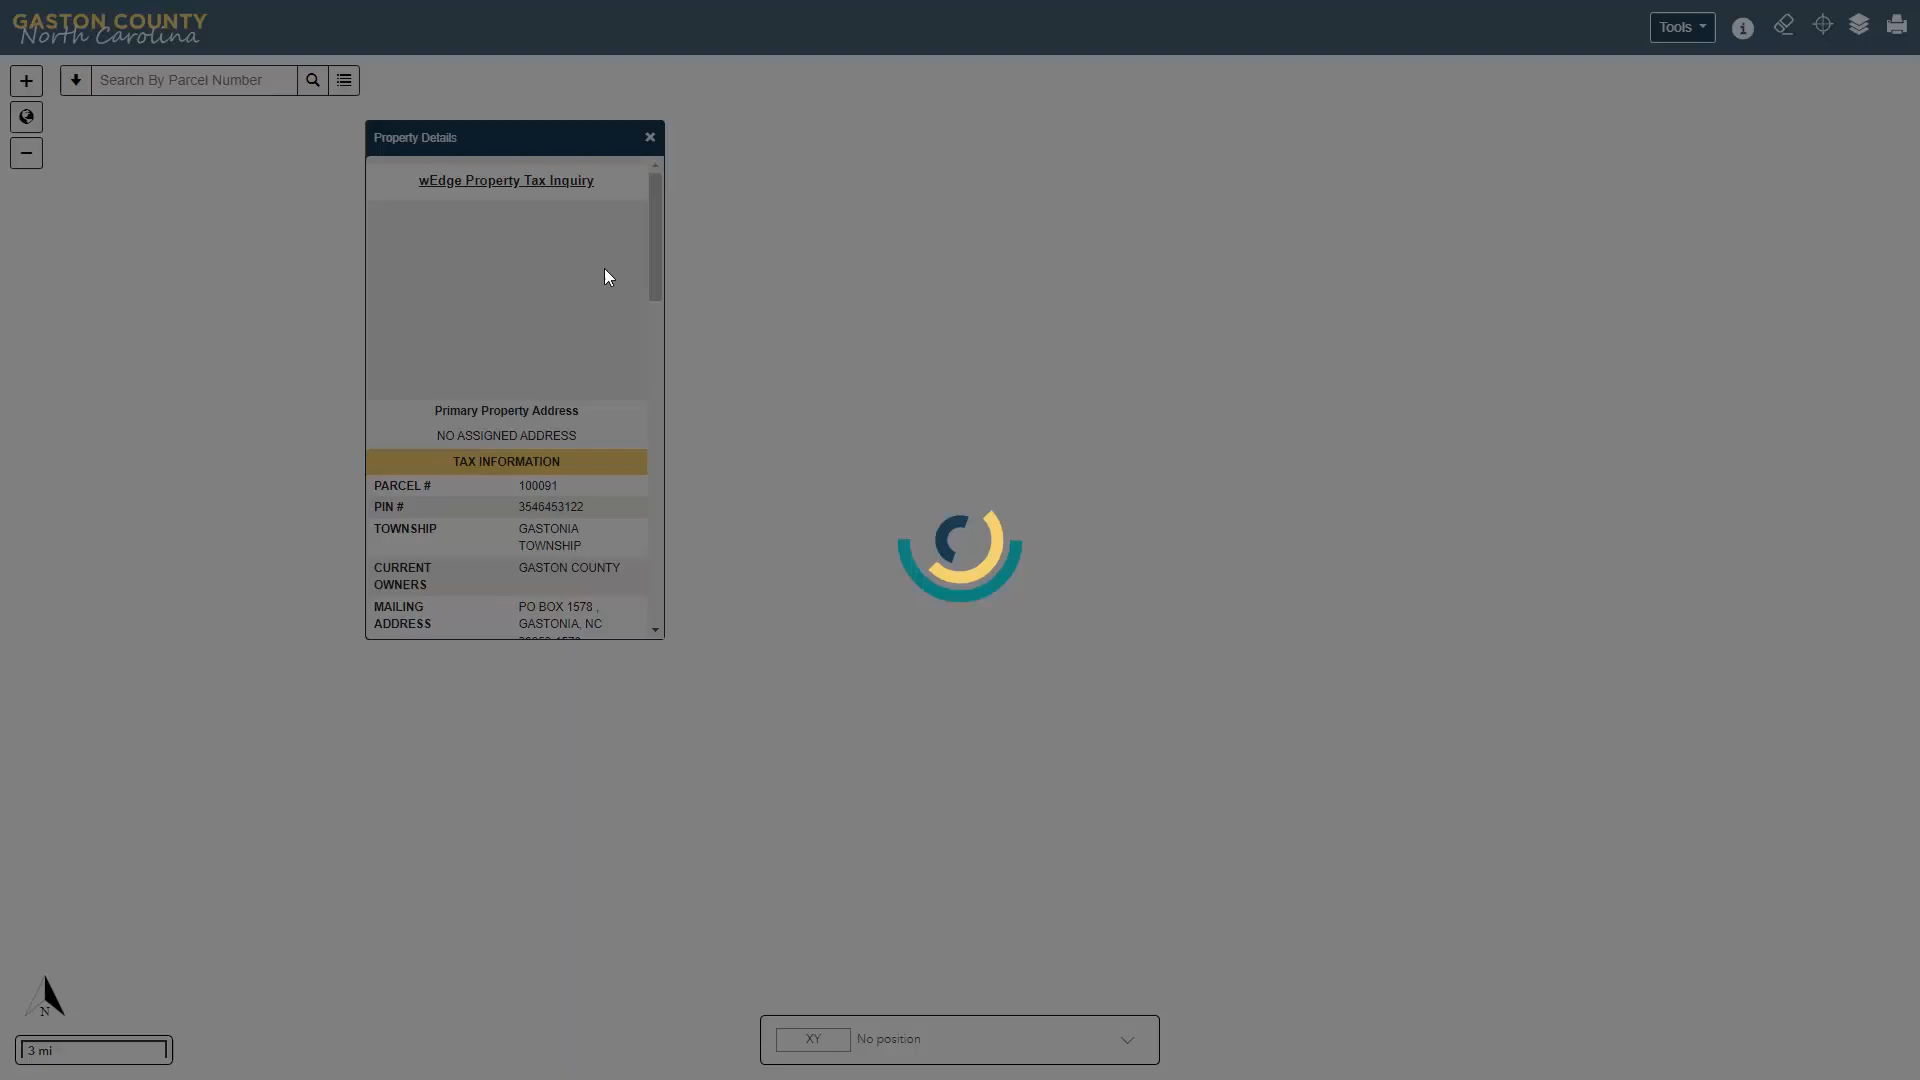 GASTON COUNTY
North Carolina
Tools
Search By Parcel Number
Property Details
wEdge Property Tax Inquiry
Primary Property Address
NO ASSIGNED ADDRESS
TAX INFORMATION
PARCEL # 100091
PIN # 3546453122
TOWNSHIP GASTONIA
TOWNSHIP
CURRENT GASTON COUNTY
OWNERS
MAILING PO BOX 1578 ,
ADDRESS GASTONIA, NC
N
3 mi
XY No position